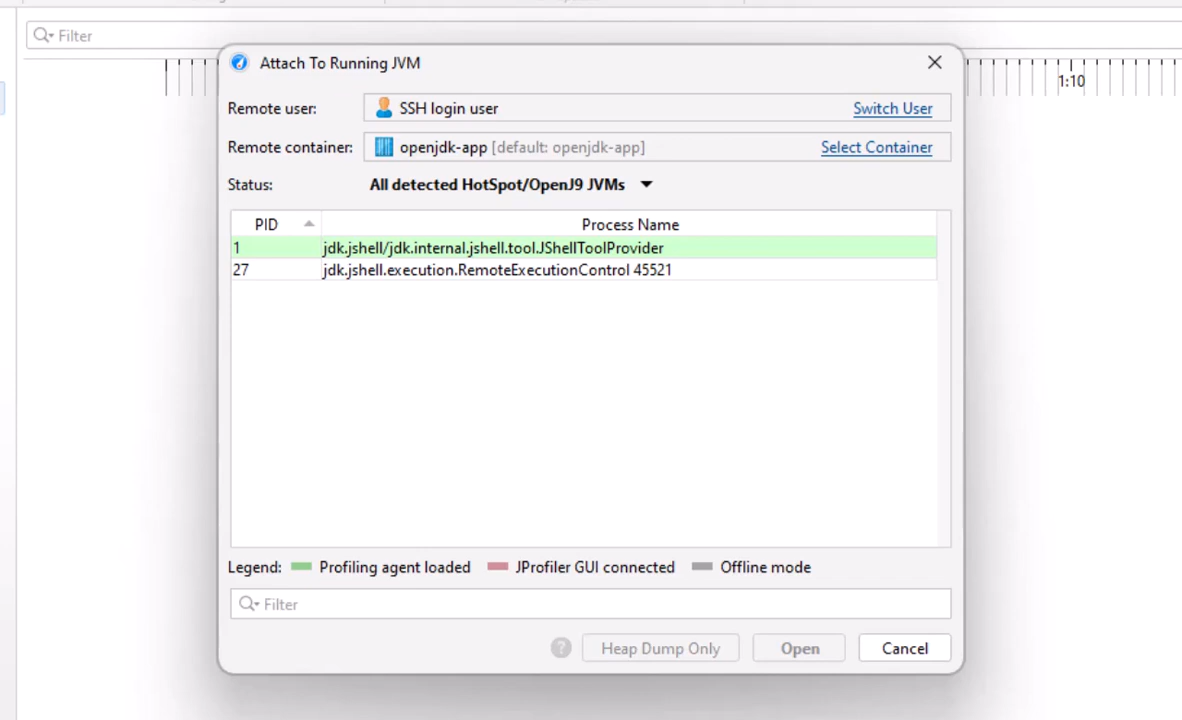 Filter
Attach To Running JVM
1:10
Remote user: SSH login user Switch User
Remote container: openjdk-app [default: openjdk-app] Select Container
Status: All detected HotSpot/OpenJ9 JVMs
PID Process Name
1 jdk.jshell/jdk.internal.jshell.tool.JShellToolProvider
27 jdk.jshell.execution.RemoteExecutionControl 45521
Legend: Profiling agent loaded JProfiler GUI connected Offline mode
Filter
? Heap Dump Only Open Cancel